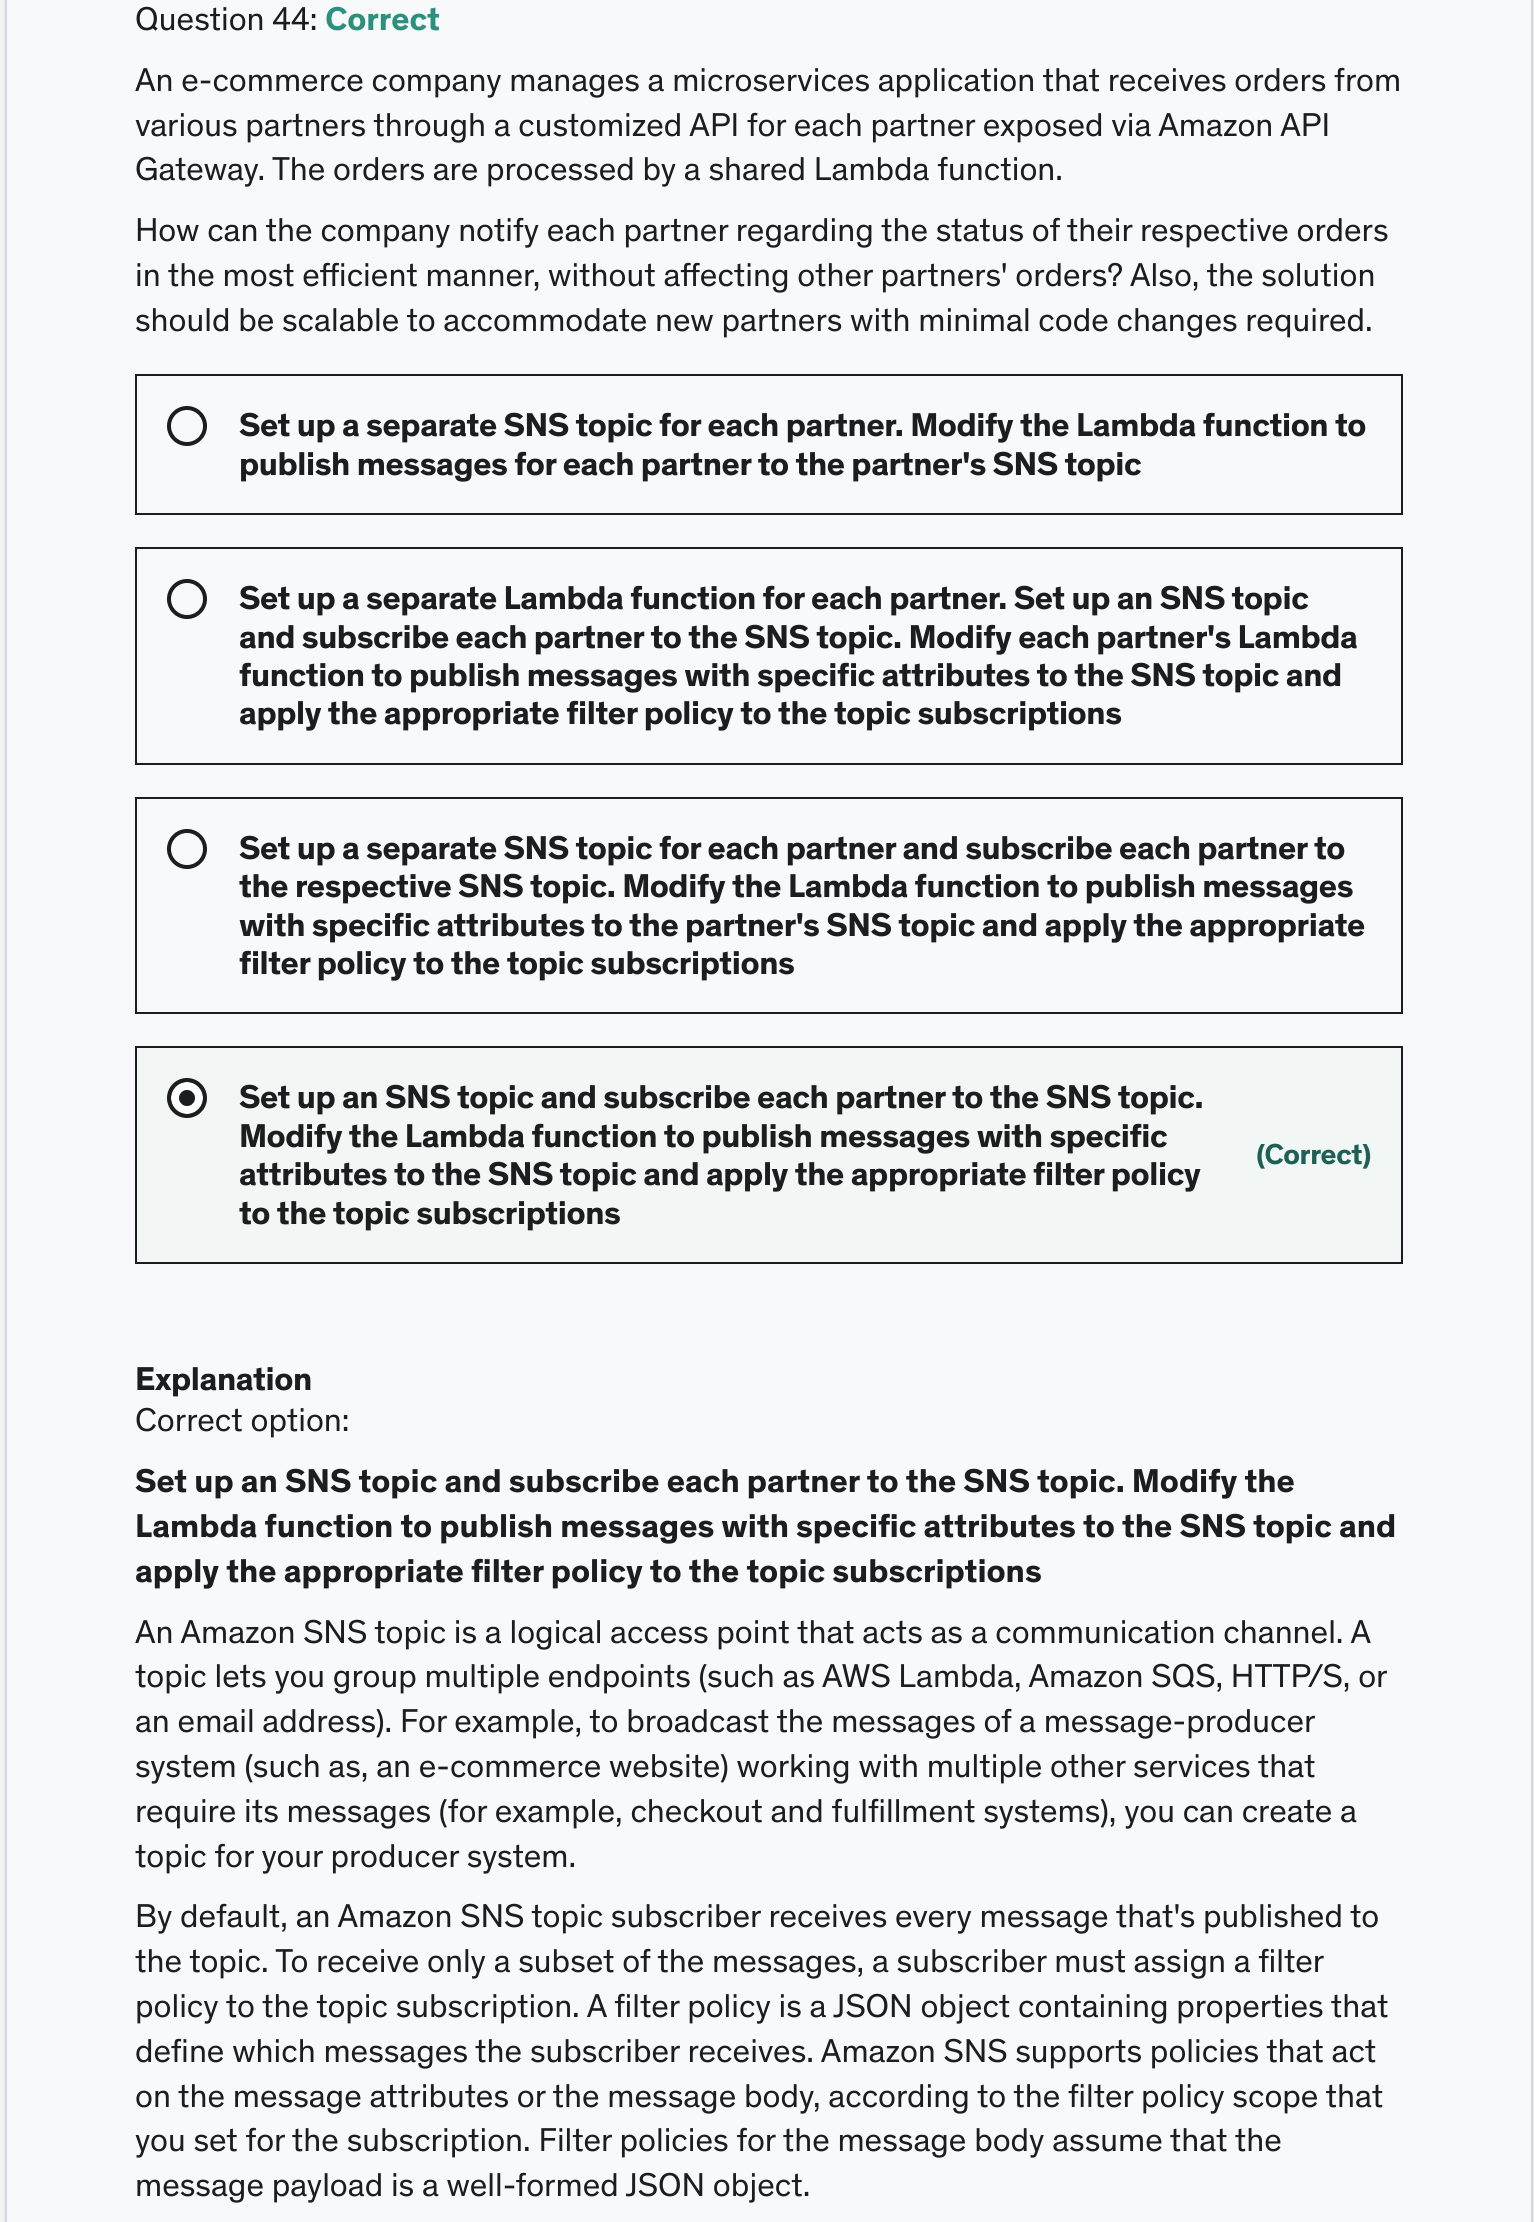 Question 44: Correct
An e-commerce company manages a microservices application that receives orders from
various partners through a customized API for each partner exposed via Amazon API
Gateway. The orders are processed by a shared Lambda function.
How can the company notify each partner regarding the status of their respective orders
in the most efficient manner, without affecting other partners' orders? Also, the solution
should be scalable to accommodate new partners with minimal code changes required.
Set up a separate SNS topic for each partner. Modify the Lambda function to
publish messages for each partner to the partner's SNS topic
Set up a separate Lambda function for each partner. Set up an SNS topic
and subscribe each partner to the SNS topic. Modify each partner's Lambda
function to publish messages with specific attributes to the SNS topic and
apply the appropriate filter policy to the topic subscriptions
Set up a separate SNS topic for each partner and subscribe each partner to
the respective SNS topic. Modify the Lambda function to publish messages
with specific attributes to the partner's SNS topic and apply the appropriate
filter policy to the topic subscriptions
Set up an SNS topic and subscribe each partner to the SNS topic.
Modify the Lambda function to publish messages with specific
attributes to the SNS topic and apply the appropriate filter policy
to the topic subscriptions
(Correct)
Explanation
Correct option:
Set up an SNS topic and subscribe each partner to the SNS topic. Modify the
Lambda function to publish messages with specific attributes to the SNS topic and
apply the appropriate filter policy to the topic subscriptions
An Amazon SNS topic is a logical access point that acts as a communication channel. A
topic lets you group multiple endpoints (such as AWS Lambda, Amazon SQS, HTTP/S, or
an email address). For example, to broadcast the messages of a message-producer
system (such as, an e-commerce website) working with multiple other services that
require its messages (for example, checkout and fulfillment systems), you can create a
topic for your producer system.
By default, an Amazon SNS topic subscriber receives every message that's published to
the topic. To receive only a subset of the messages, a subscriber must assign a filter
policy to the topic subscription. A filter policy is a JSON object containing properties that
define which messages the subscriber receives. Amazon SNS supports policies that act
on the message attributes or the message body, according to the filter policy scope that
you set for the subscription. Filter policies for the message body assume that the
message payload is a well-formed JSON object.